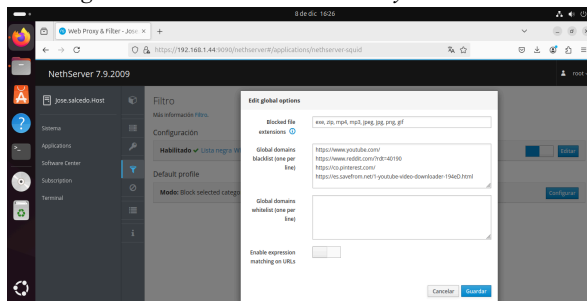 8 de dic 16:26
Web Proxy & Filter - Jose. ×
https://192.168.1.44:9090/nethserver#/applications/nethserver-squid
NethServer 7.9.2009
root
Jose.salcedo.Host
Sistema
Applications
Software Center
Subscription
Terminal
Filtro
Más información Filtro.
Configuración
Habilitado ✔ Lista negra
Editar
Default profile
Modo: Block selected catego
Configurar
Edit global options
Blocked file extensions
exe, zip, mp4, mp3, jpeg, jpg, png, gif
Global domains blacklist (one per line)
https://www.youtube.com/
https://www.reddit.com/?rdt=40190
https://co.pinterest.com/
https://es.savefrom.net/1-youtube-video-downloader-194eD.html
Global domains whitelist (one per line)
Enable expression matching on URLs
Cancelar
Guardar